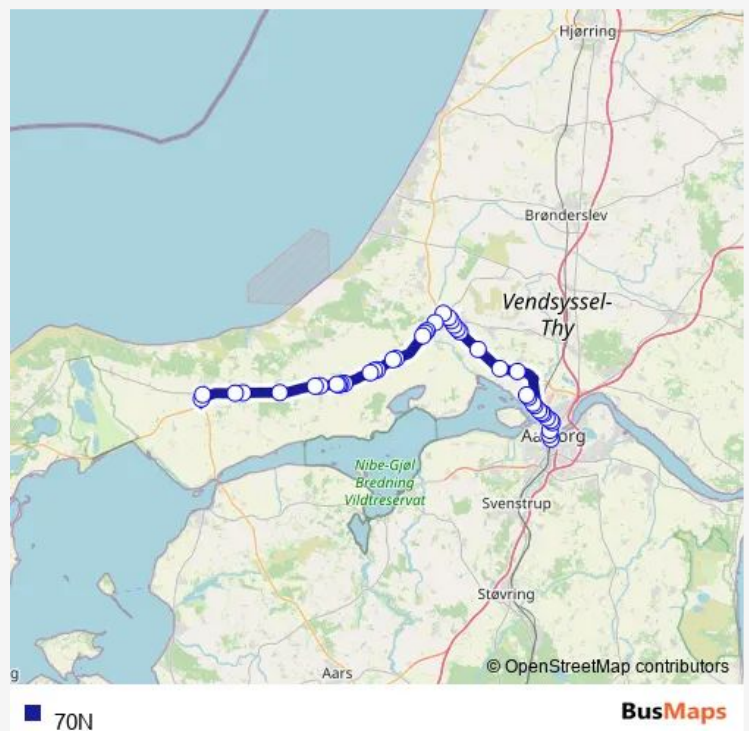 Hjørring
Brønderslev
Vendsyssel-
Thy
Aalborg
Nibe-Gjøl
Bredning
Vildtreservat
Svenstrup
Støvring
© OpenStreetMap contributors
g
Aars
70N
BusMaps